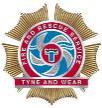 FIRE AND RESCUE SERVICE
TYNE AND WEAR